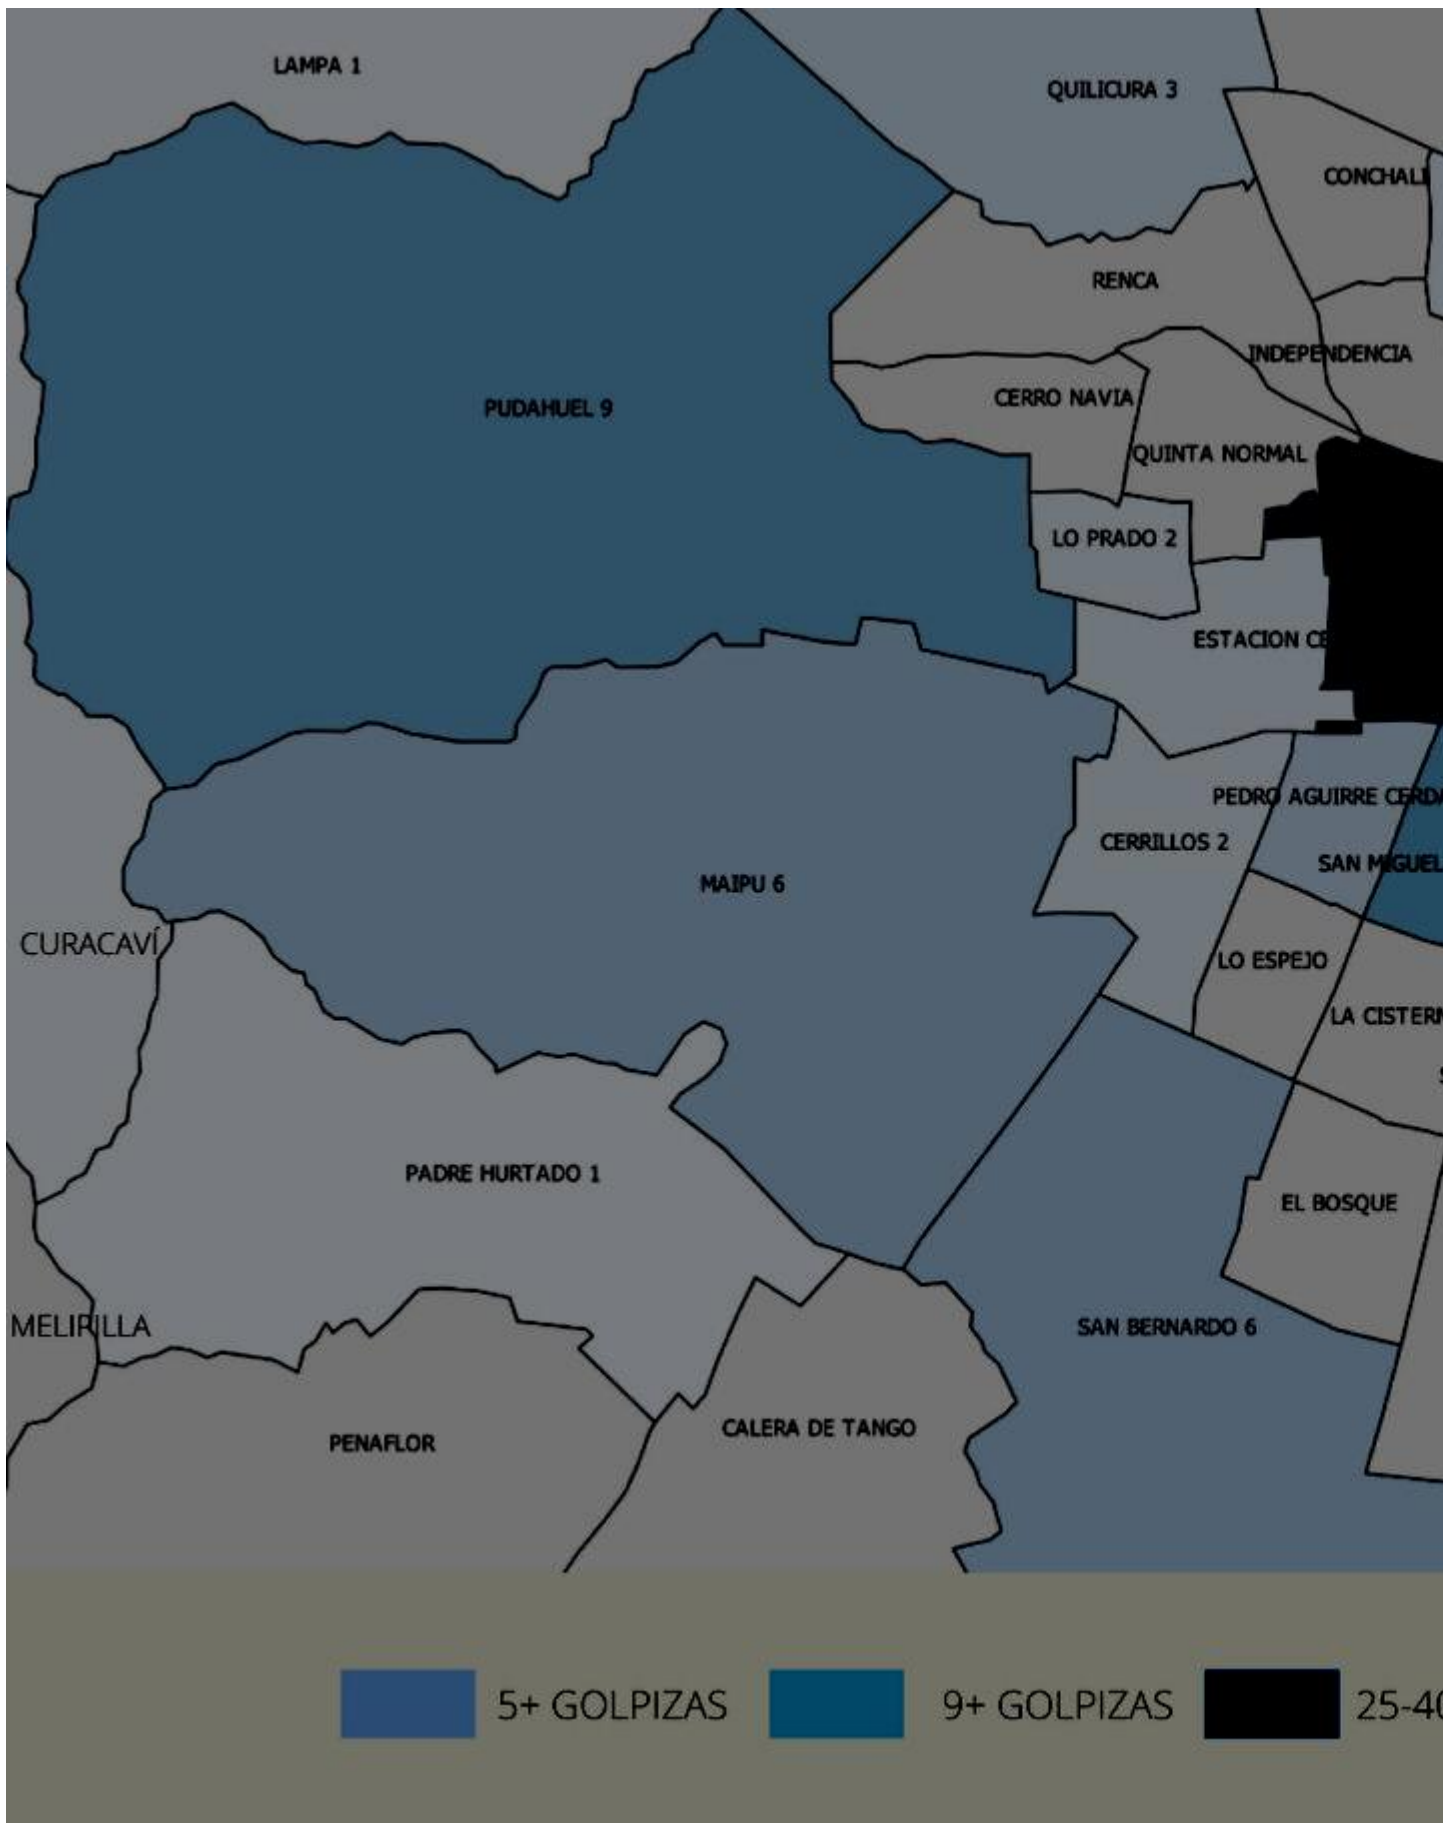 LAMPA 1
QUILICURA 3
CONCHALI
RENCA
INDEPENDENCIA
CERRO NAVIA
PUDAHUEL 9
QUINTA NORMAL
LO PRADO 2
ESTACION CE
PEDRO AGUIRRE CERDA
CERRILLOS 2
SAN MIGUEL
MAIPU 6
CURACAVÍ
LO ESPEJO
LA CISTERN
PADRE HURTADO 1
EL BOSQUE
MELIPILLA
SAN BERNARDO 6
CALERA DE TANGO
PENAFLOR
5+ GOLPIZAS 9+ GOLPIZAS 25-40